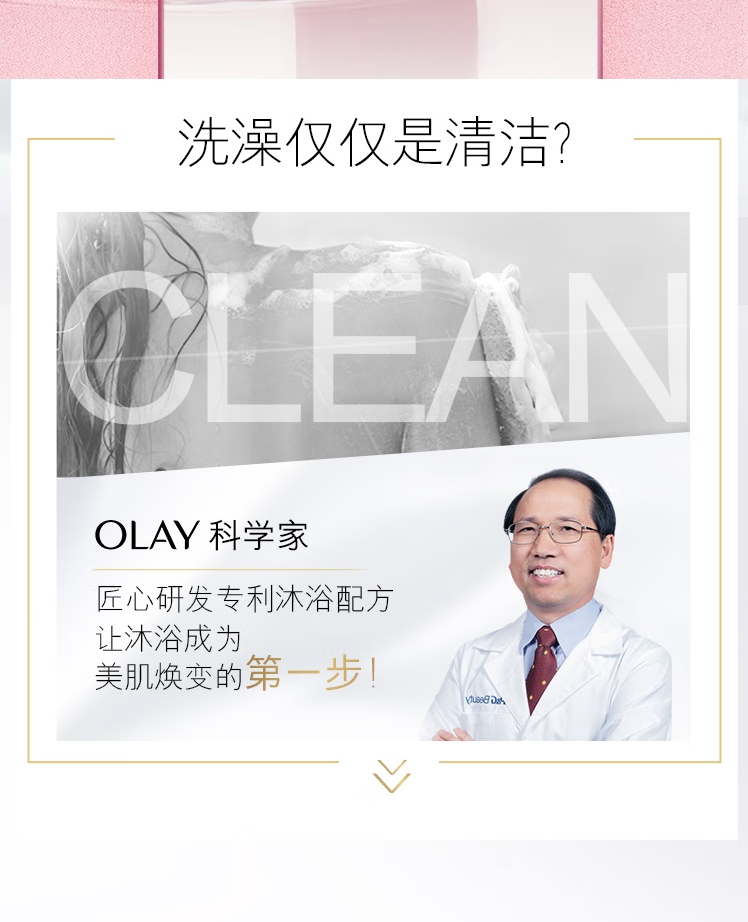 洗澡仅仅是清洁?
CLEAN
OLAY 科学家
匠心研发专利沐浴配方
让沐浴成为
美肌焕变的第一步!
P&G Beauty